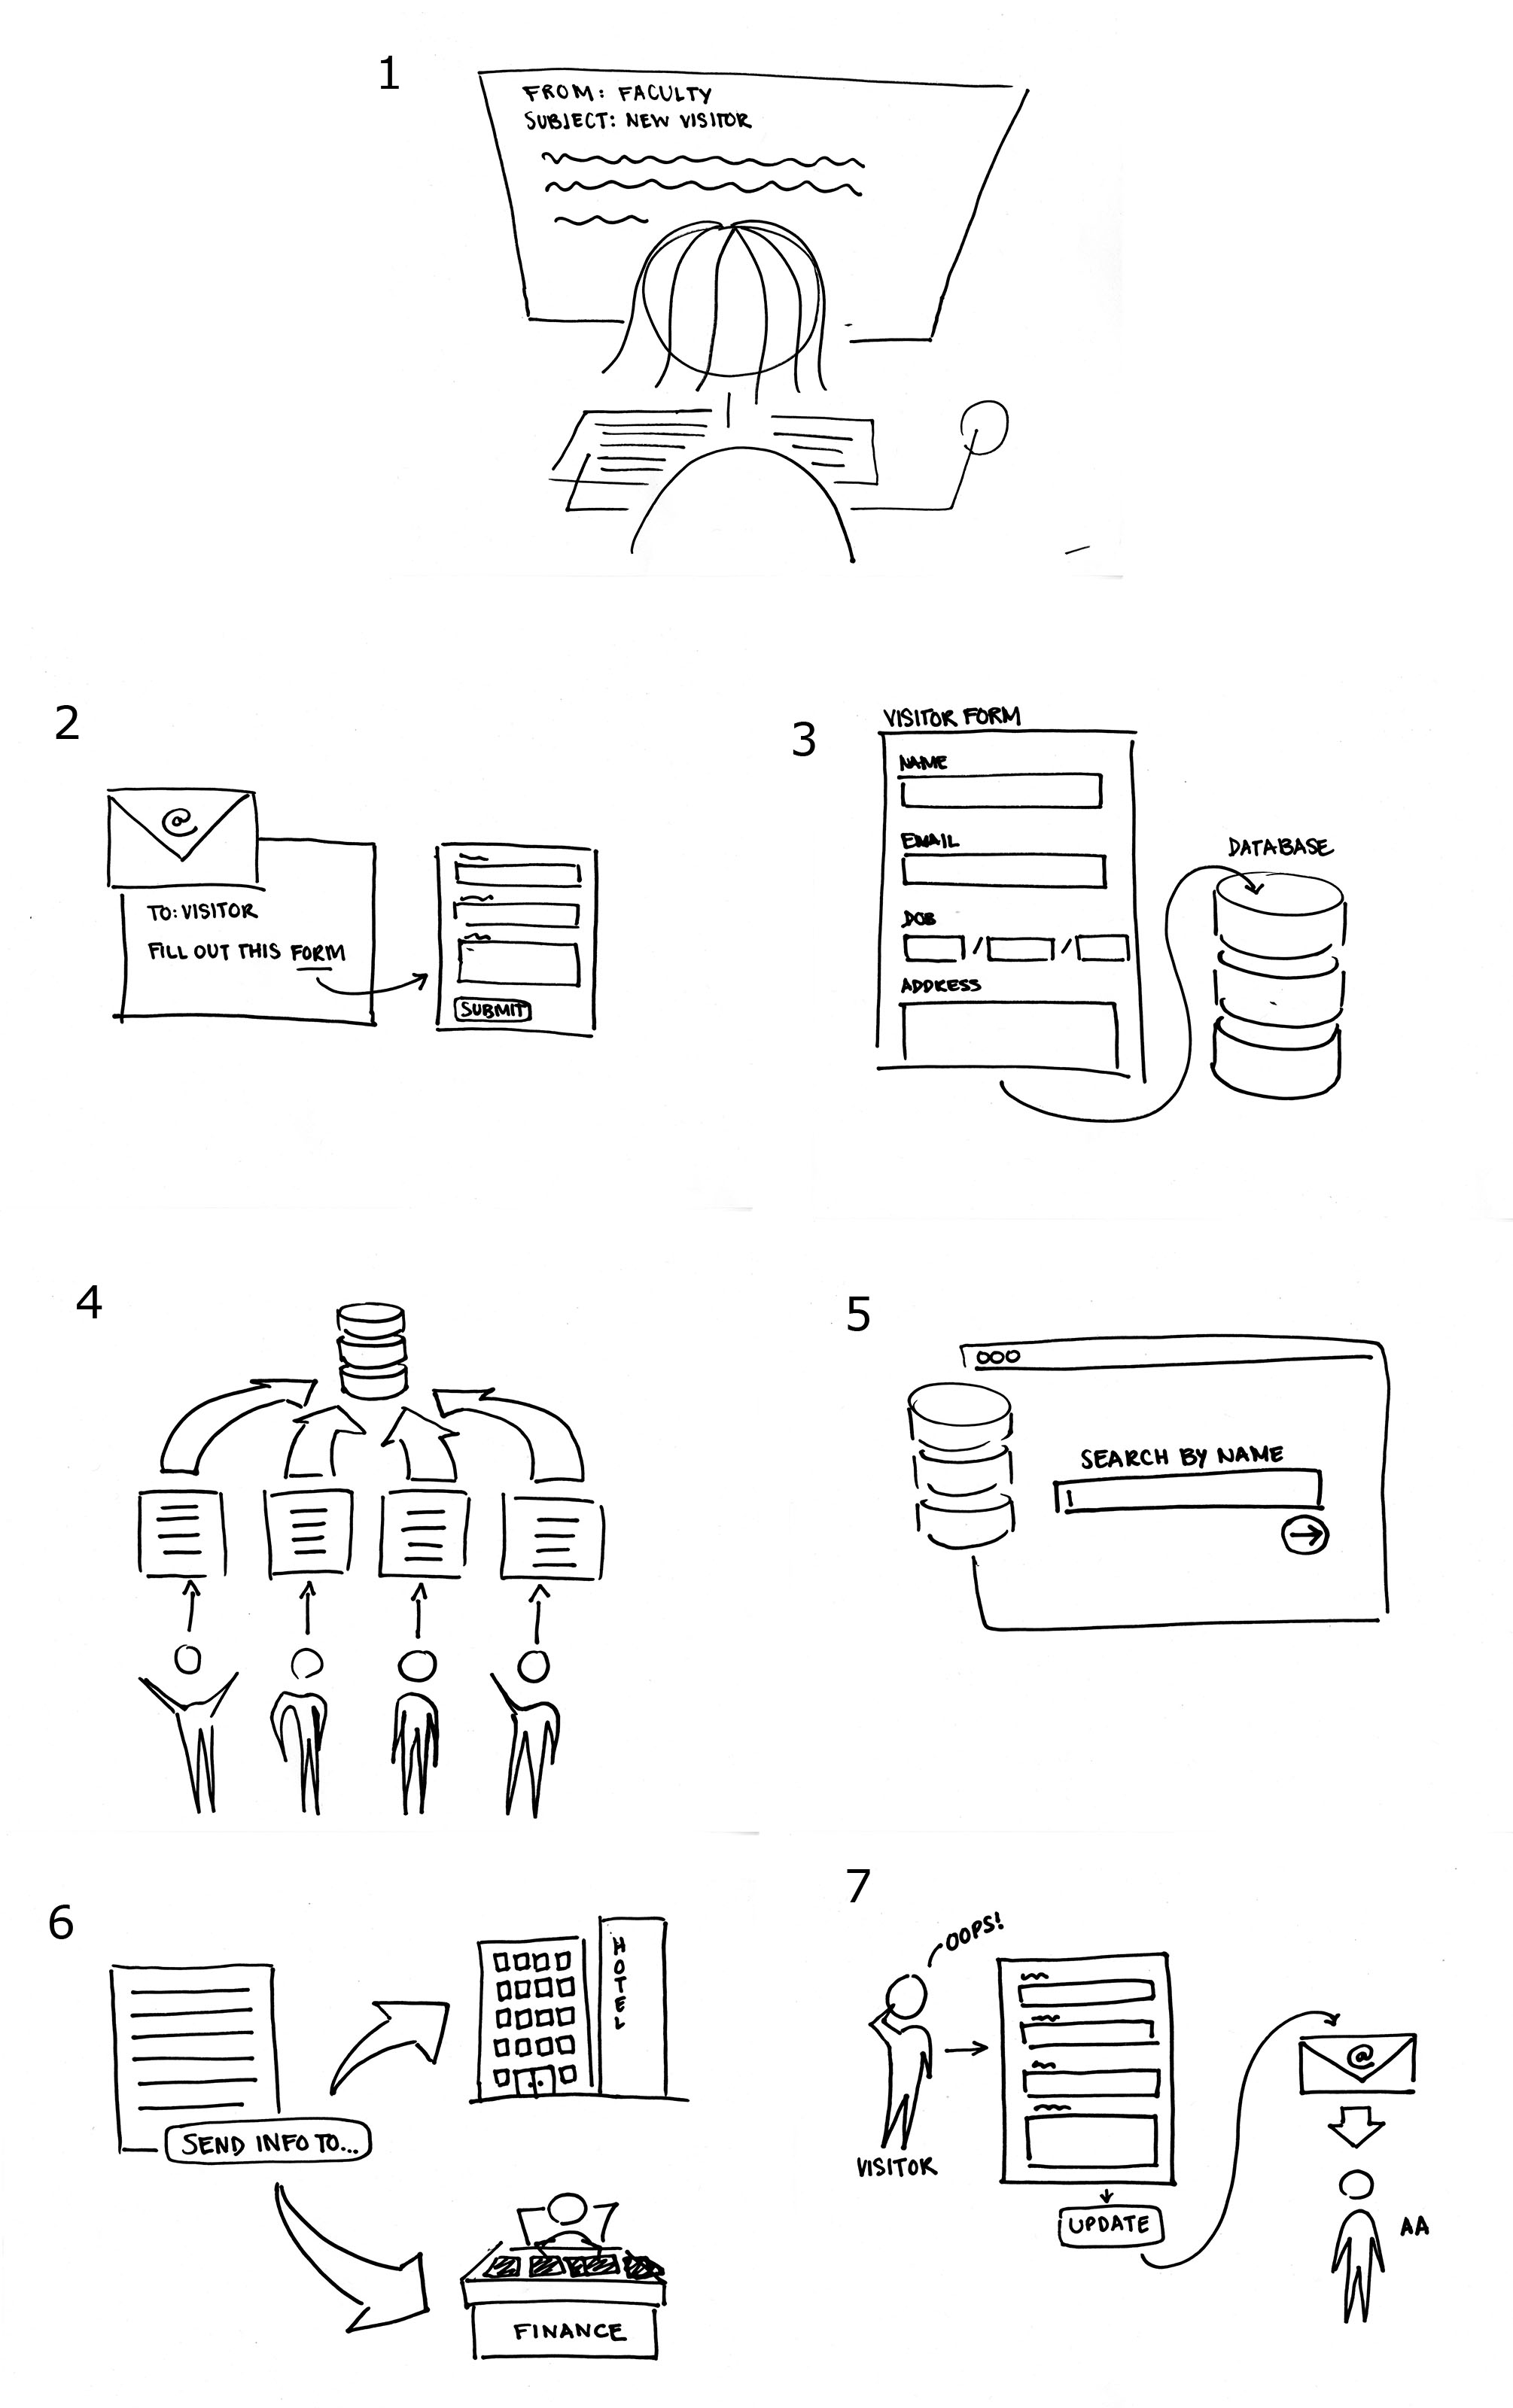 1
FROM: FACULTY
SUBJECT: NEW VISITOR
2
@
TO: VISITOR
FILL OUT THIS FORM
SUBMIT
3
VISITOR FORM
NAME
EMAIL
DOB
/ /
ADDRESS
DATABASE
4
5
SEARCH BY NAME
6
HOTEL
SEND INFO TO...
FINANCE
7
OOPS!
VISITOR
UPDATE
@
AA